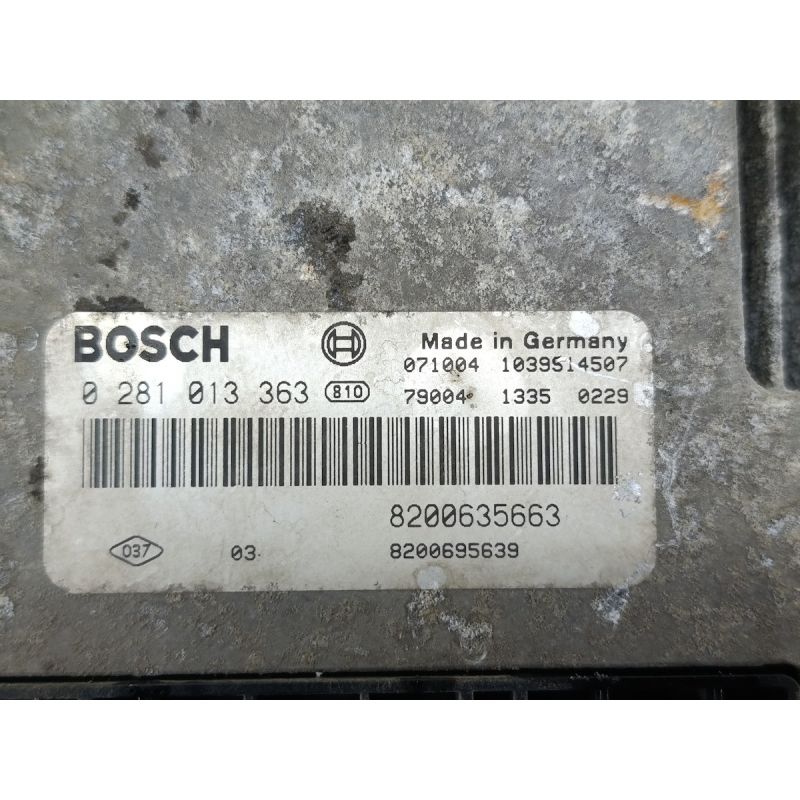 BOSCH
Made in Germany
071004 1039S14507
0 281 013 363 810
79004 1335 0229
8200635663
037 03 8200695639